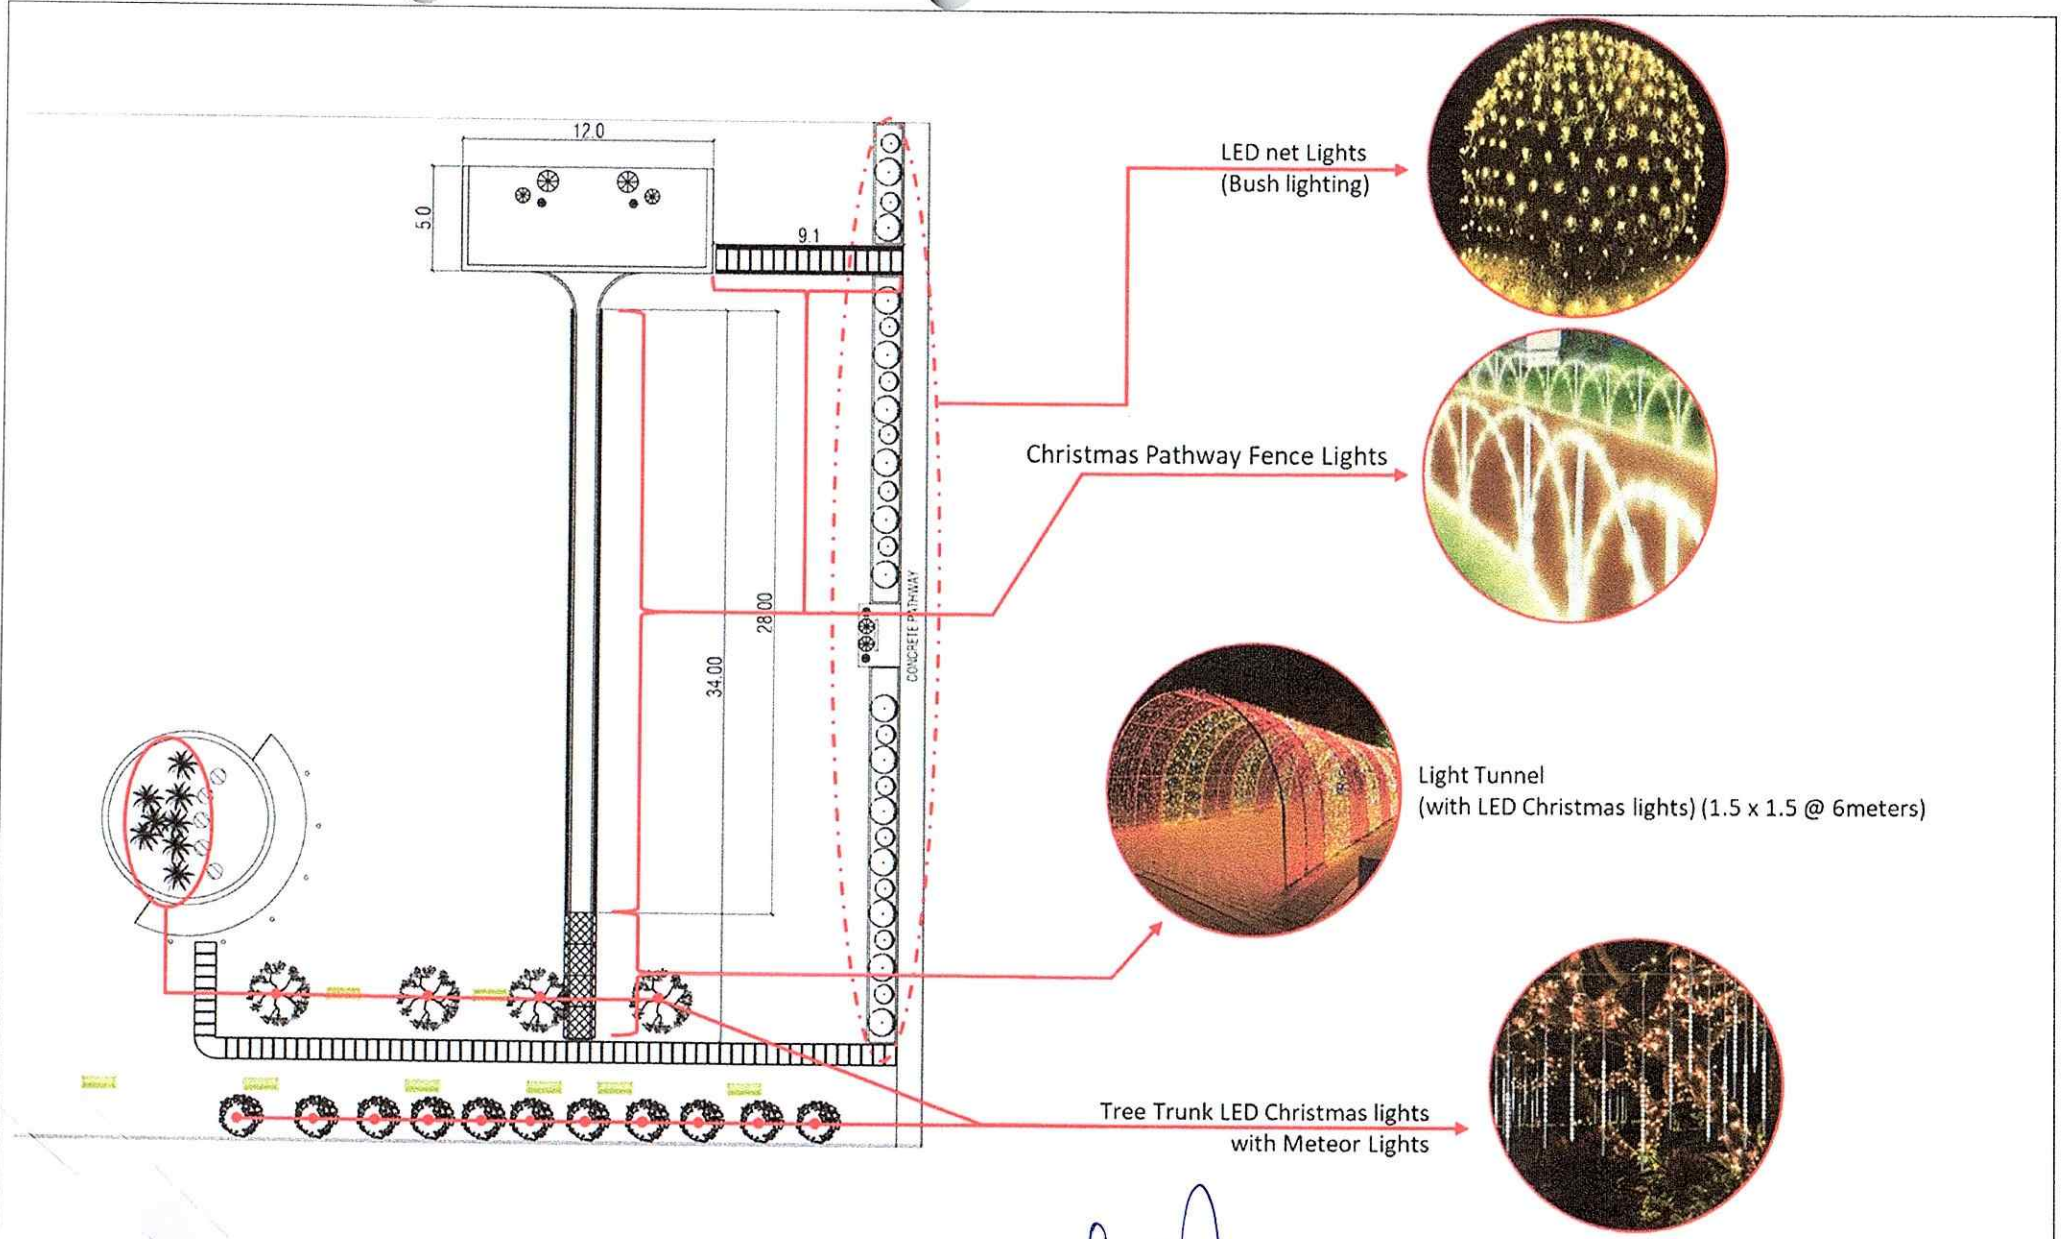 12.0
5.0
9.1
28.00
34.00
CONCRETE PATHWAY
LED net Lights
(Bush lighting)
Christmas Pathway Fence Lights
Light Tunnel
(with LED Christmas lights) (1.5 x 1.5 @ 6meters)
Tree Trunk LED Christmas lights
with Meteor Lights